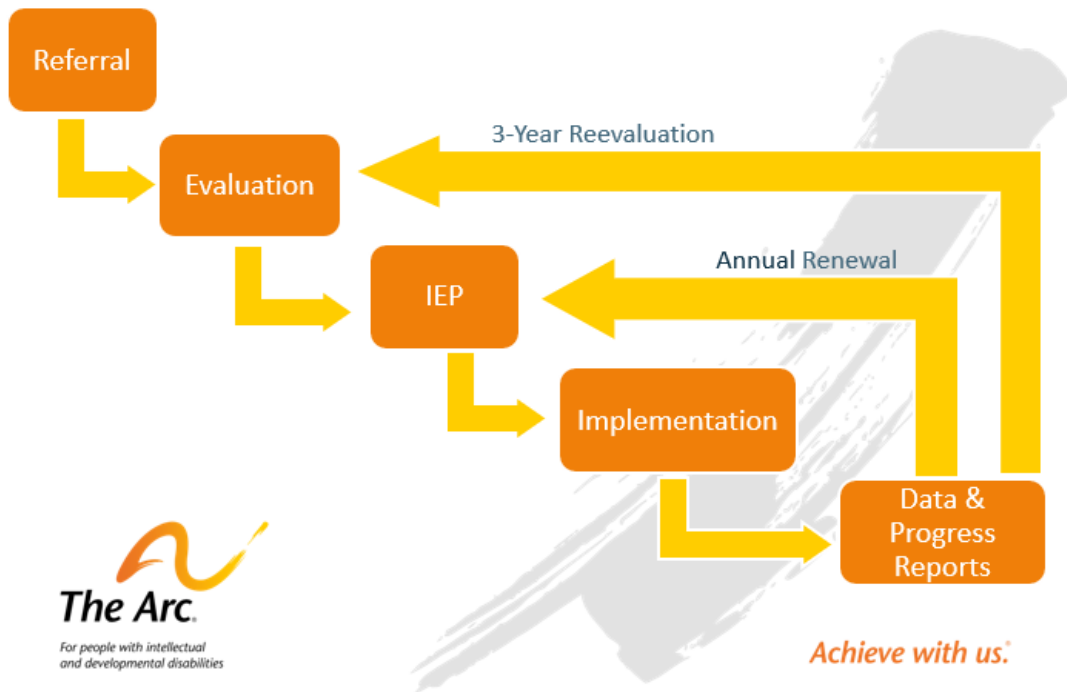 Referral
3-Year Reevaluation
Evaluation
Annual Renewal
IEP
Implementation
Data &
Progress
Reports
The Arc.
For people with intellectual
and developmental disabilities
Achieve with us.®